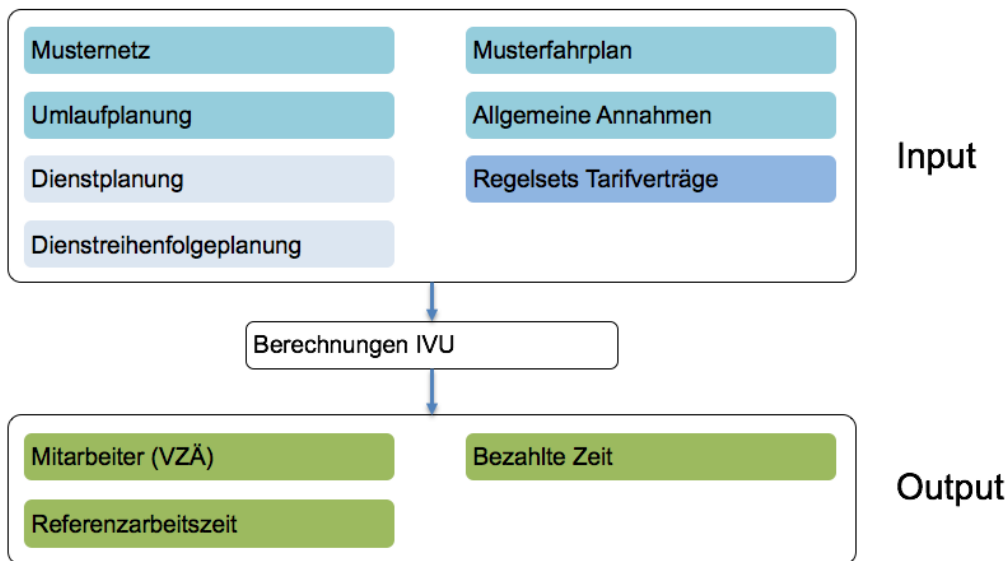 Musternetz
Musterfahrplan
Umlaufplanung
Allgemeine Annahmen
Dienstplanung
Regelsets Tarifverträge
Dienstreihenfolgeplanung
Input
Berechnungen IVU
Mitarbeiter (VZÄ)
Bezahlte Zeit
Referenzarbeitszeit
Output